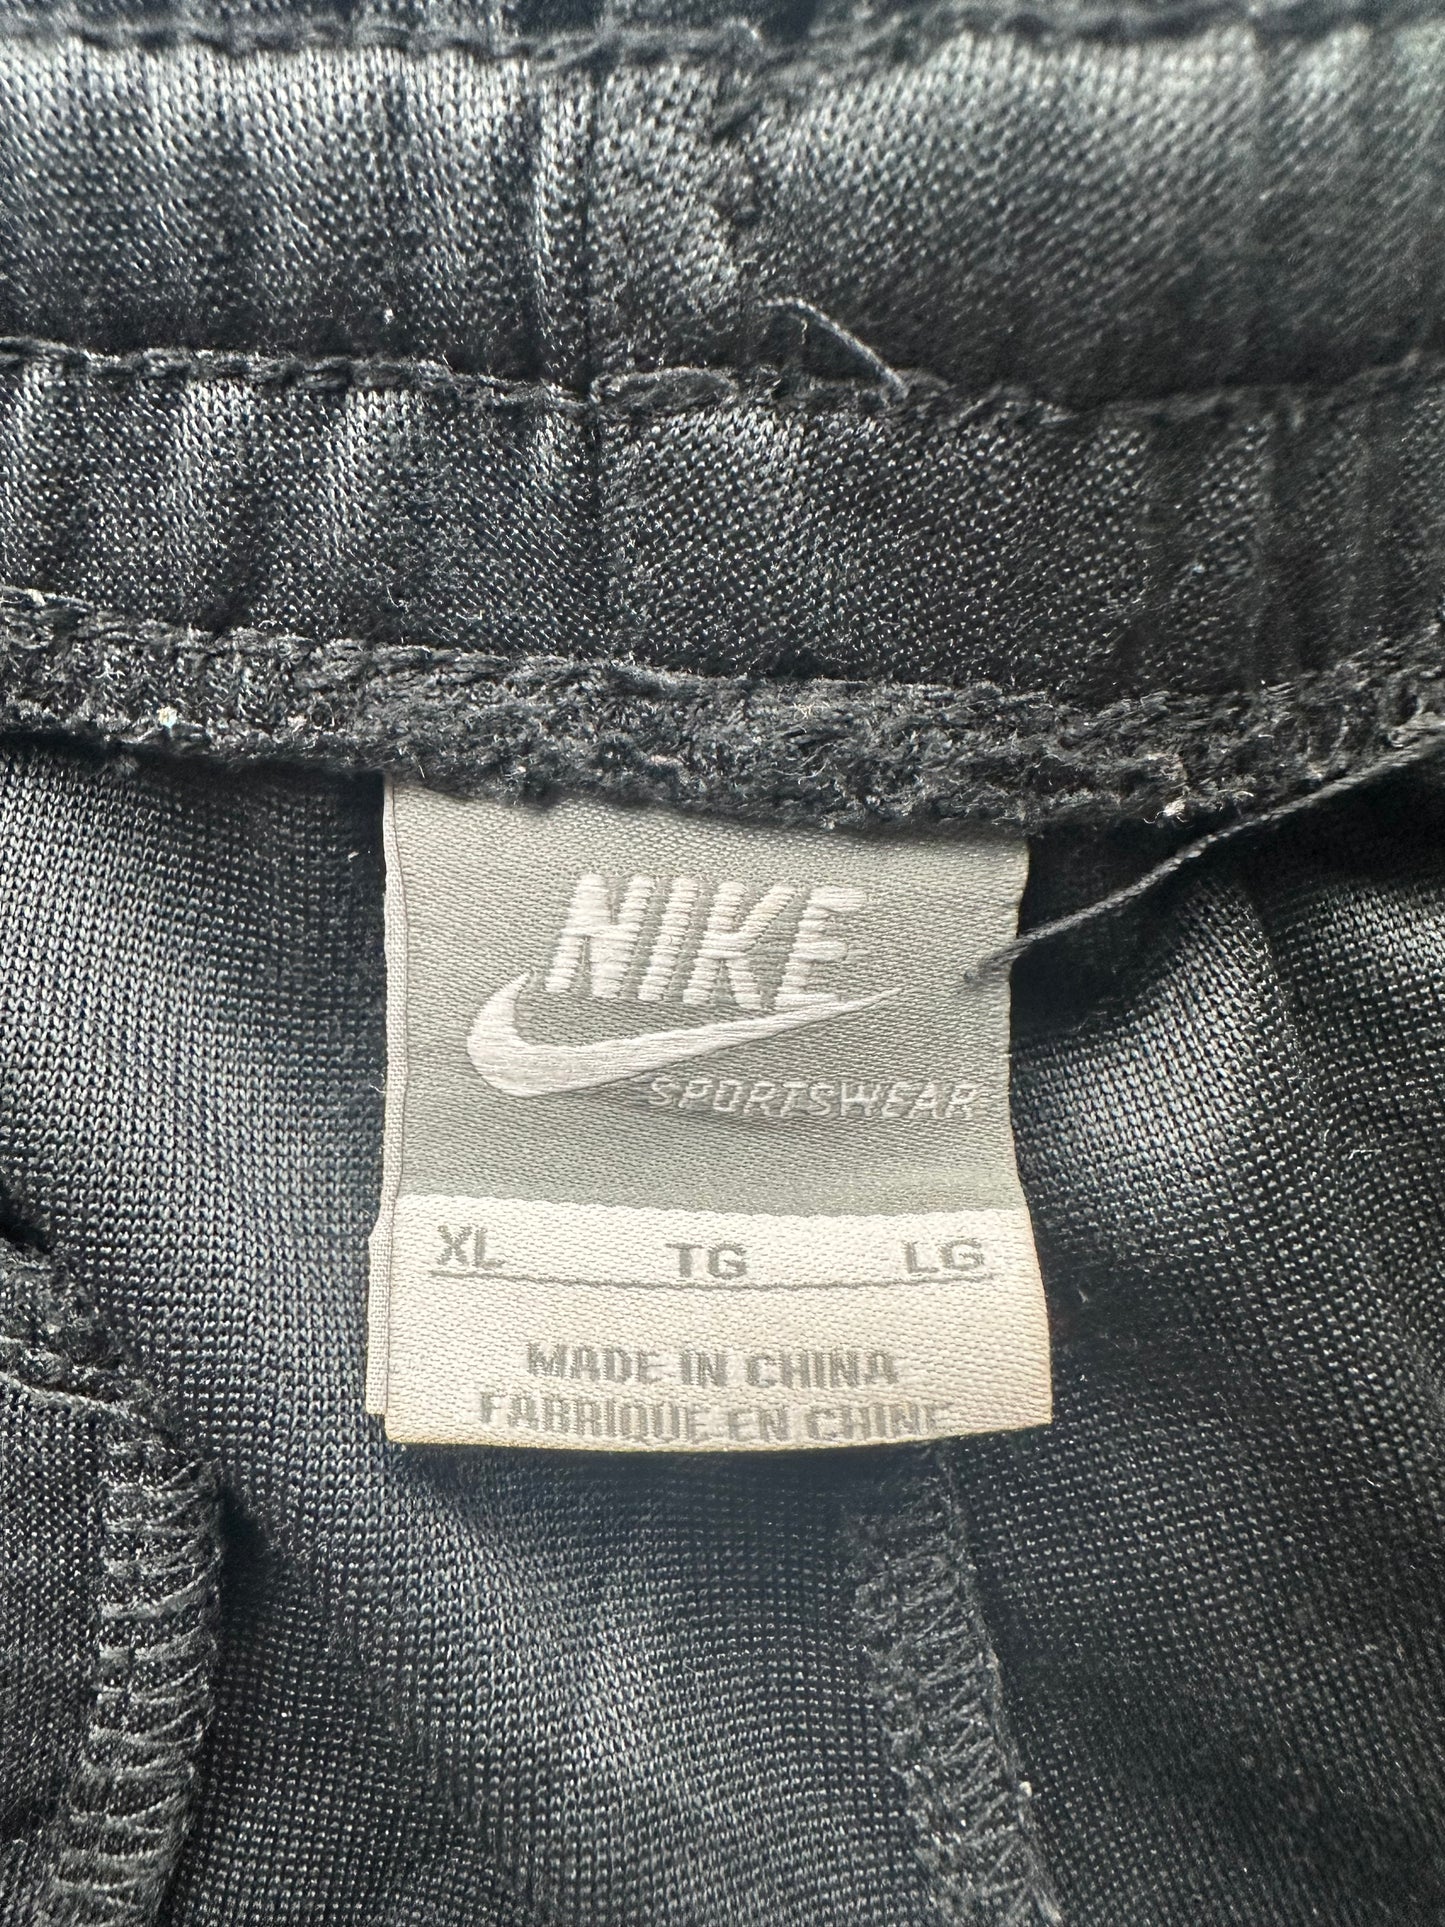 NIKE
SPORTSWEAR
XL TG LG
MADE IN CHINA
FABRIQUE EN CHINE